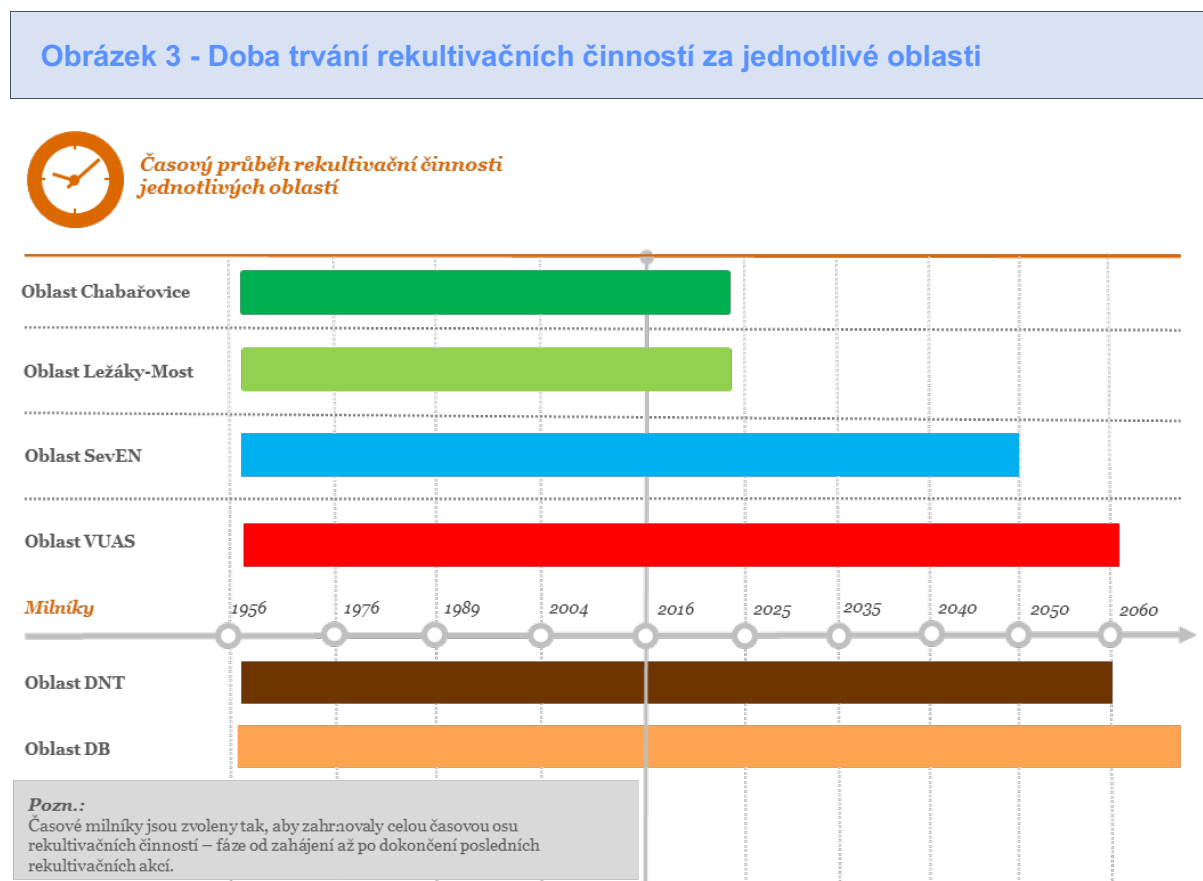 Obrázek 3 - Doba trvání rekultivačních činností za jednotlivé oblasti
Časový průběh rekultivační činnosti
jednotlivých oblastí
Oblast Chabařovice
Oblast Ležáky-Most
Oblast SevEN
Oblast VUAS
Milníky 1956 1976 1989 2004 2016 2025 2035 2040 2050 2060
Oblast DNT
Oblast DB
Pozn.:
Časové milníky jsou zvoleny tak, aby zahrnovaly celou časovou osu
rekultivačních činností – fáze od zahájení až po dokončení posledních
rekultivačních akcí.